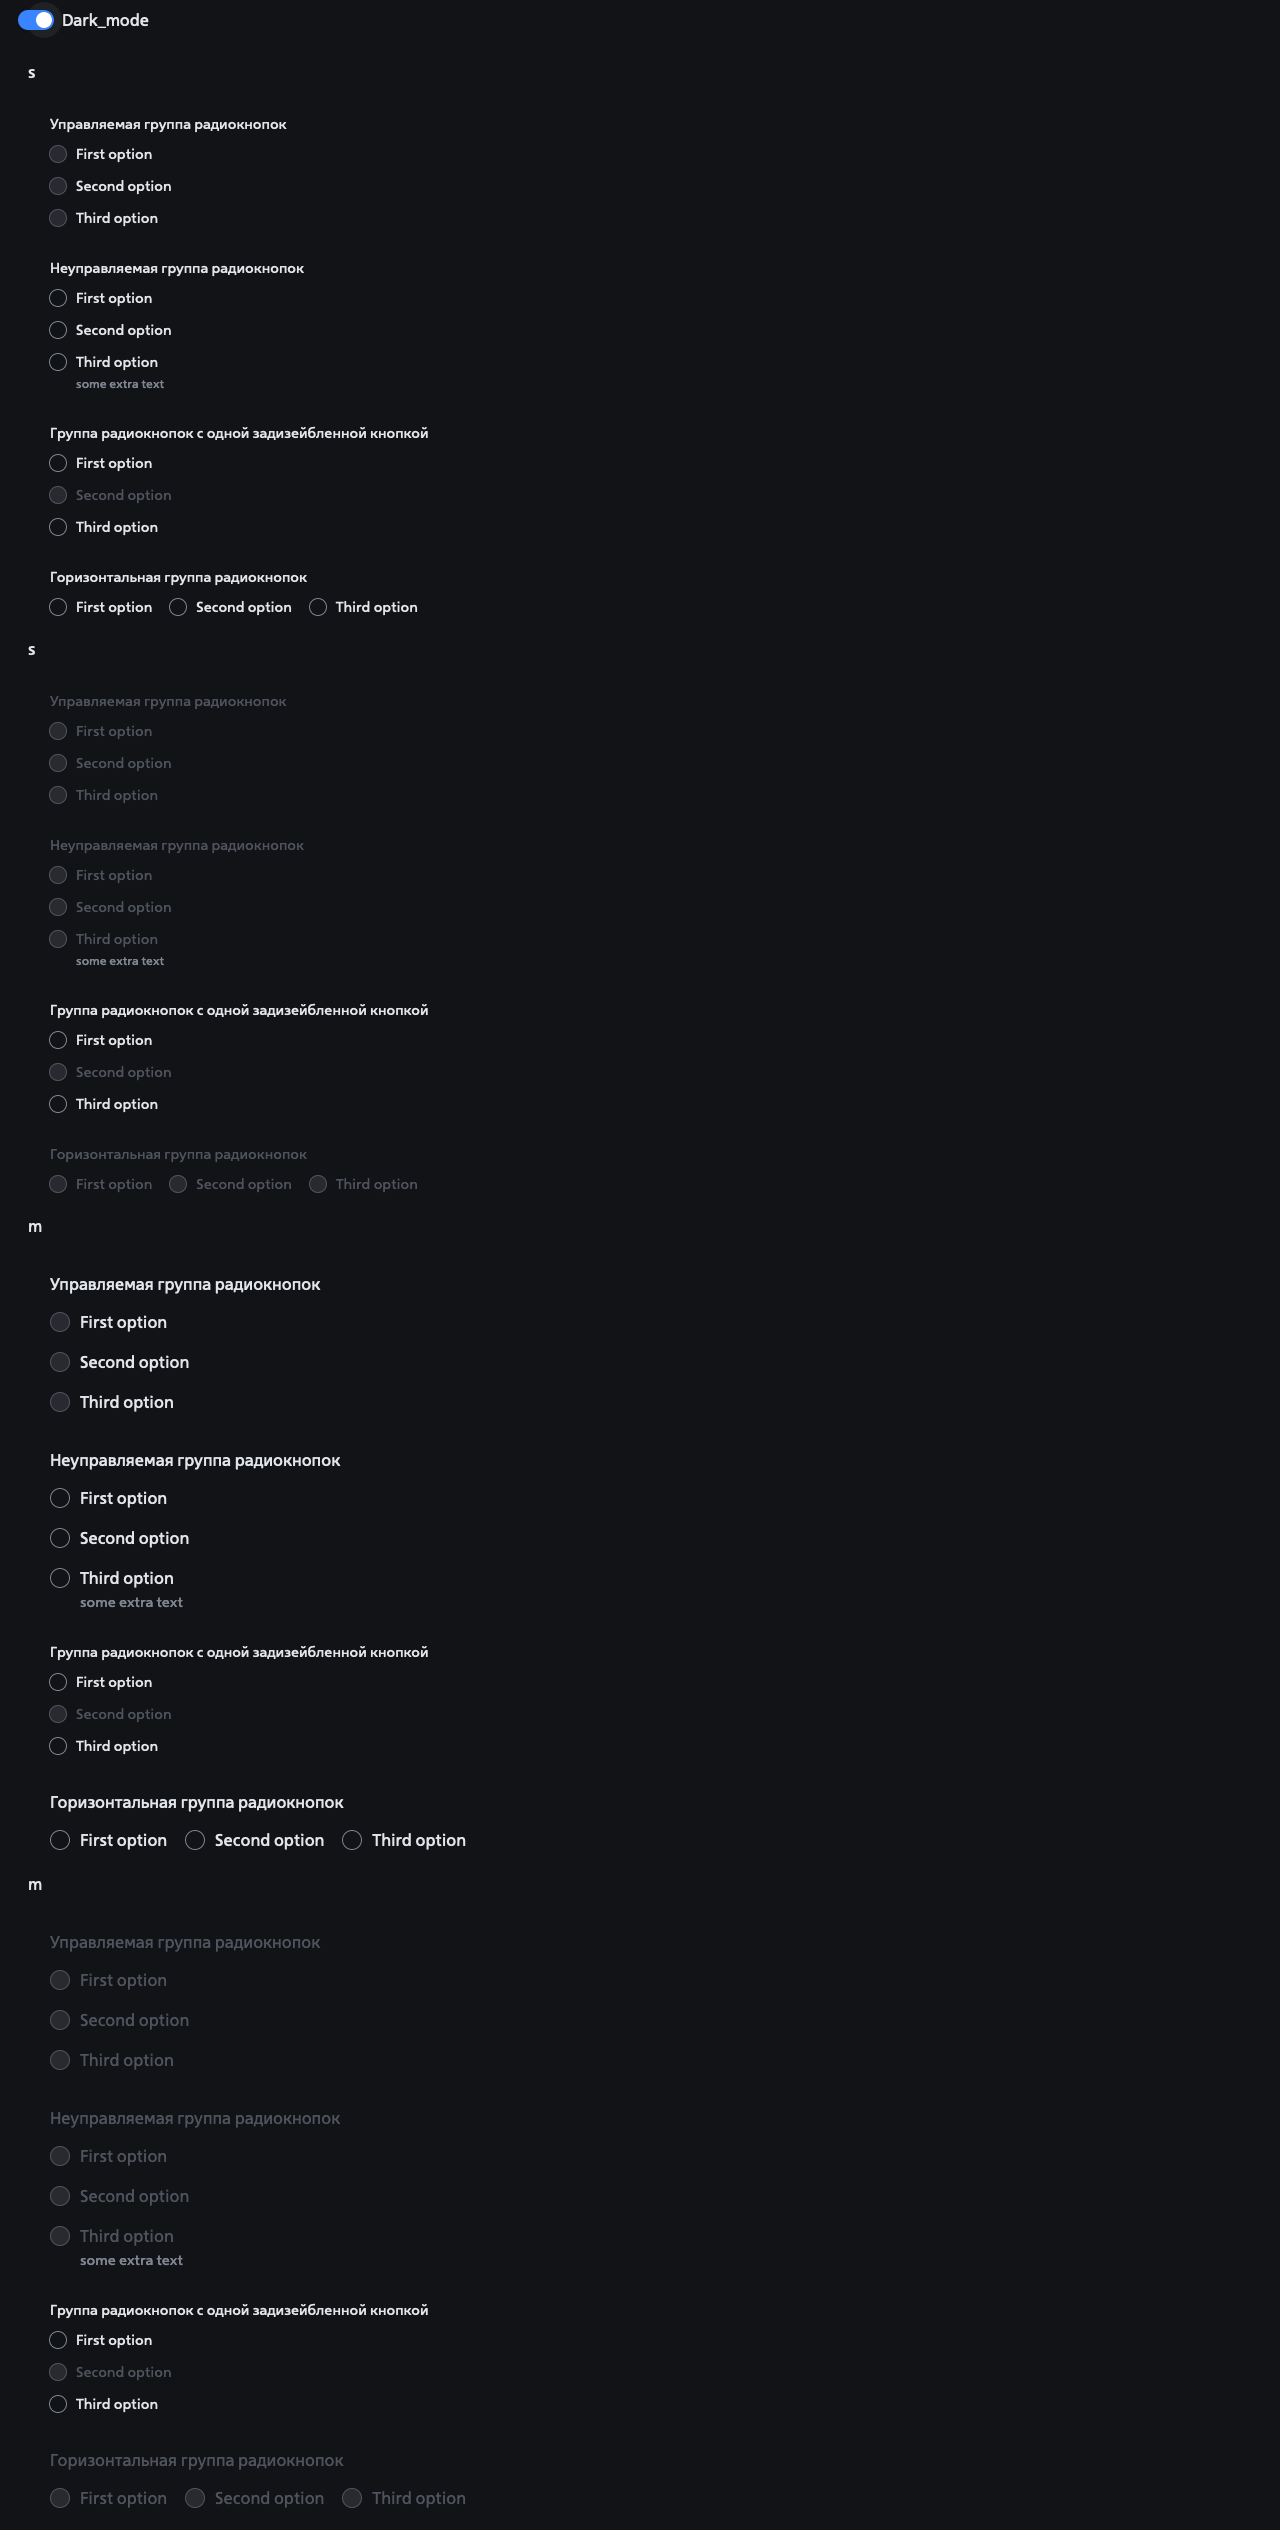 Dark_mode
s
Управляемая группа радиокнопок
First option
Second option
Third option
Неуправляемая группа радиокнопок
First option
Second option
Third option
some extra text
Группа радиокнопок с одной задизейбленной кнопкой
First option
Second option
Third option
Горизонтальная группа радиокнопок
First option Second option Third option
s
Управляемая группа радиокнопок
First option
Second option
Third option
Неуправляемая группа радиокнопок
First option
Second option
Third option
some extra text
Группа радиокнопок с одной задизейбленной кнопкой
First option
Second option
Third option
Горизонтальная группа радиокнопок
First option Second option Third option
m
Управляемая группа радиокнопок
First option
Second option
Third option
Неуправляемая группа радиокнопок
First option
Second option
Third option
some extra text
Группа радиокнопок с одной задизейбленной кнопкой
First option
Second option
Third option
Горизонтальная группа радиокнопок
First option Second option Third option
m
Управляемая группа радиокнопок
First option
Second option
Third option
Неуправляемая группа радиокнопок
First option
Second option
Third option
some extra text
Группа радиокнопок с одной задизейбленной кнопкой
First option
Second option
Third option
Горизонтальная группа радиокнопок
First option Second option Third option